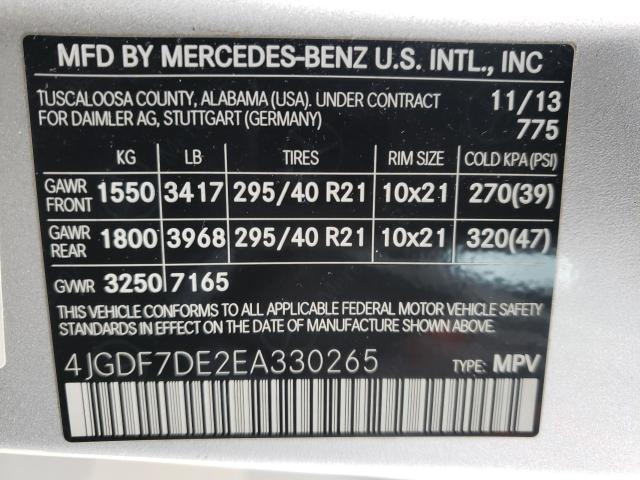 MFD BY MERCEDES-BENZ U.S. INTL., INC
TUSCALOOSA COUNTY, ALABAMA (USA). UNDER CONTRACT 11/13
FOR DAIMLER AG, STUTTGART (GERMANY) 775
KG LB TIRES RIM SIZE COLD KPA(PSI)
GAWR FRONT 1550 3417 295/40 R21 10x21 270(39)
GAWR REAR 1800 3968 295/40 R21 10x21 320(47)
GVWR 3250 7165
THIS VEHICLE CONFORMS TO ALL APPLICABLE FEDERAL MOTOR VEHICLE SAFETY
STANDARDS IN EFFECT ON THE DATE OF MANUFACTURE SHOWN ABOVE.
4JGDF7DE2EA330265 TYPE: MPV